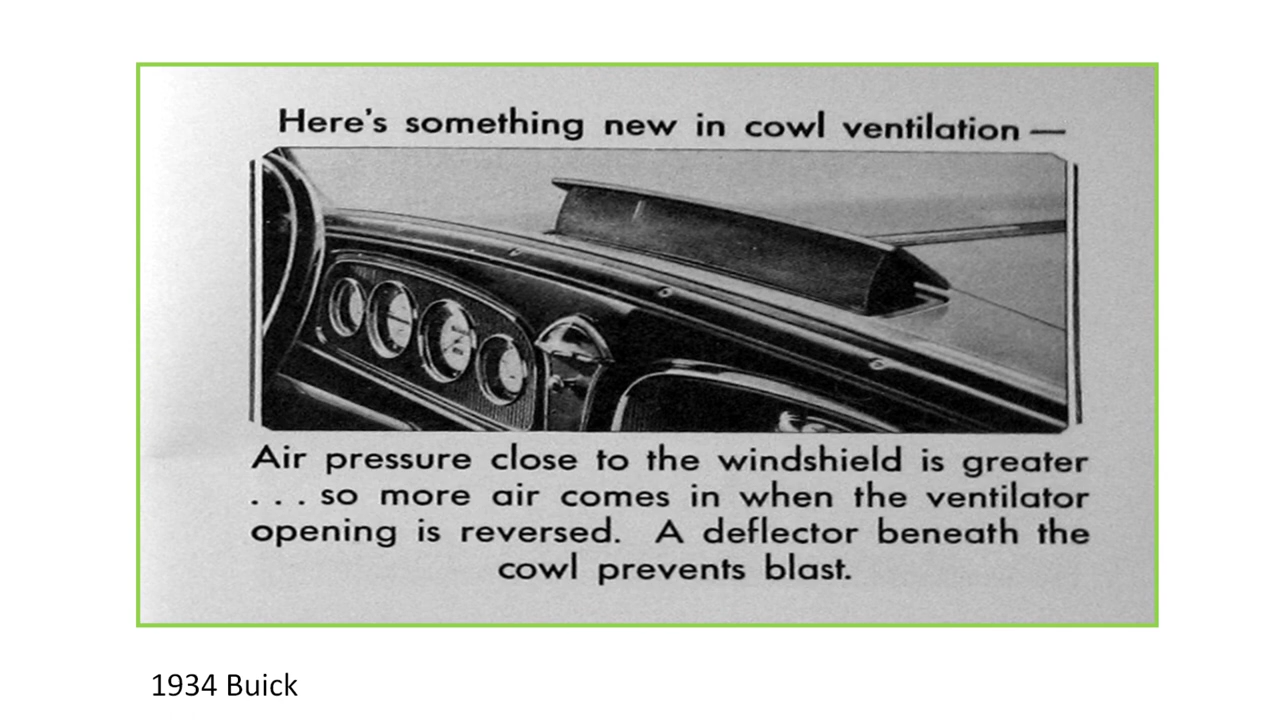 Here's something new in cowl ventilation —
Air pressure close to the windshield is greater
. . . so more air comes in when the ventilator
opening is reversed. A deflector beneath the
cowl prevents blast.
1934 Buick